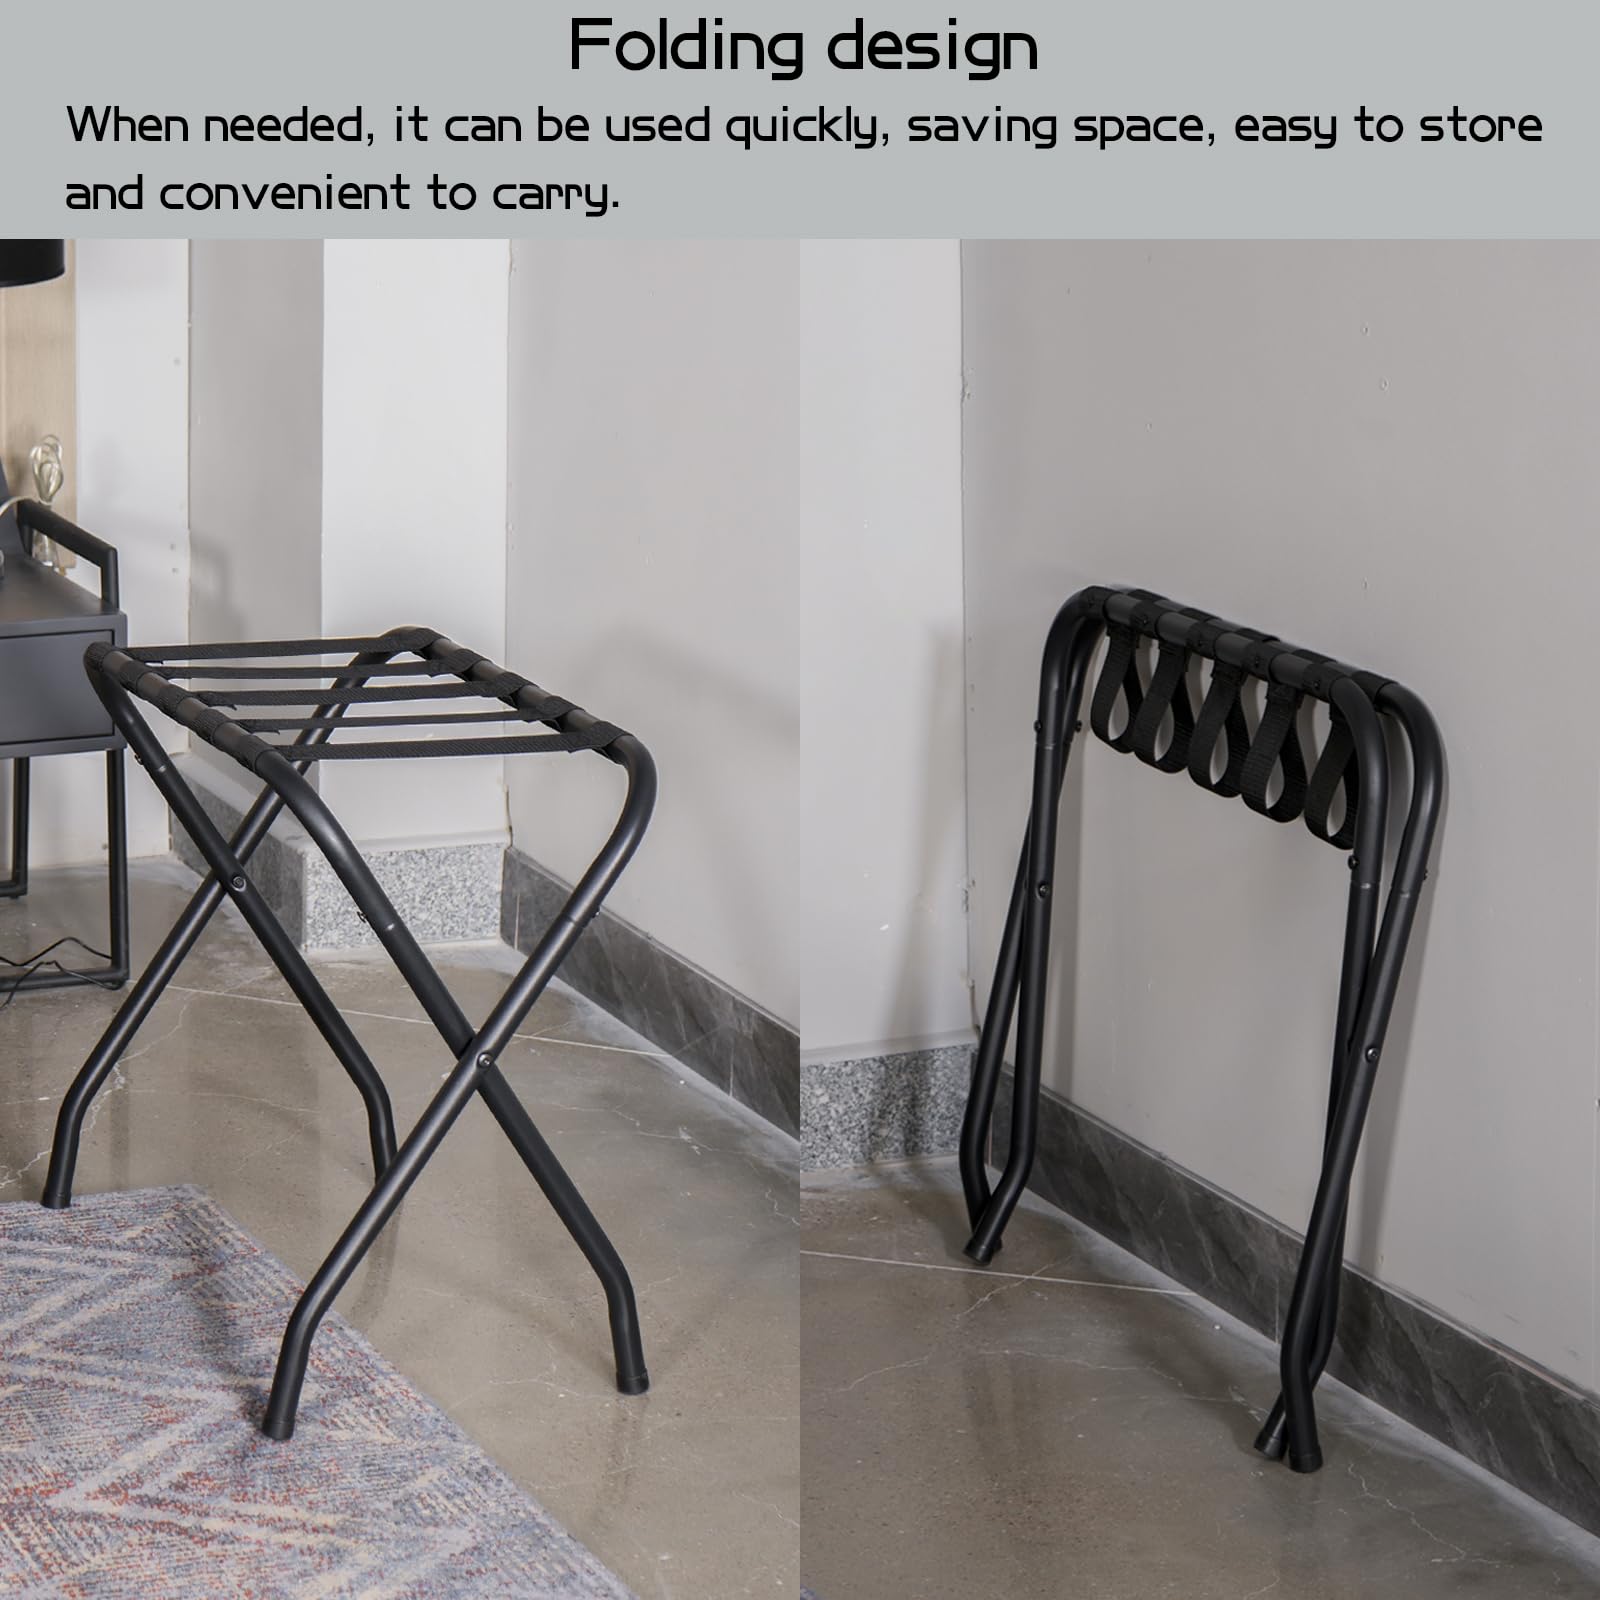 Folding design
When needed, it can be used quickly, saving space, easy to store
and convenient to carry.